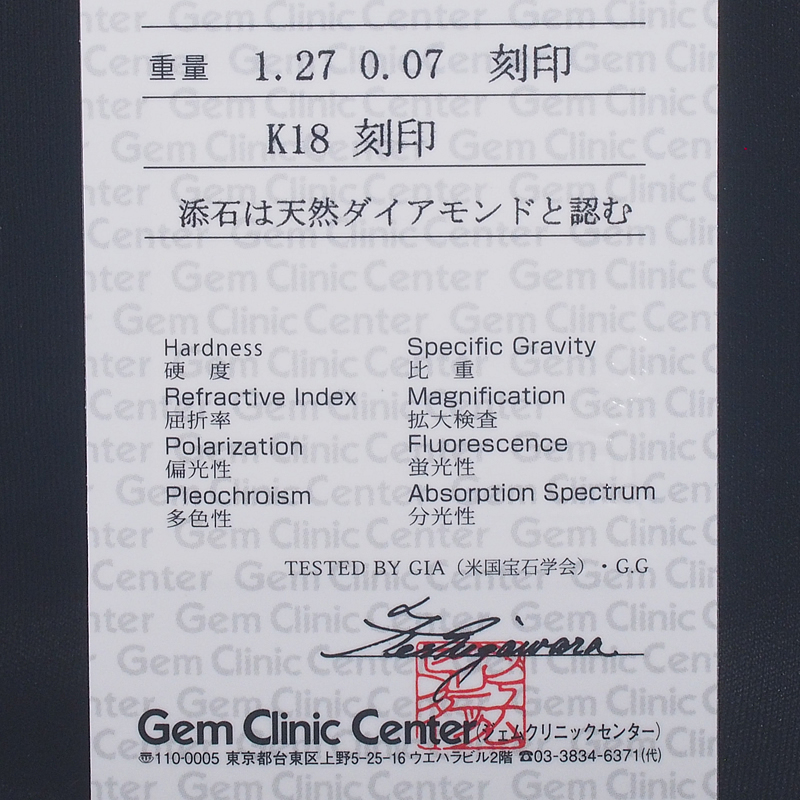 重量 1.27 0.07 刻印
K18 刻印
添石は天然ダイアモンドと認む
Hardness
硬 度
Refractive Index
屈折率
Polarization
偏光性
Pleochroism
多色性
Specific Gravity
比 重
Magnification
拡大検査
Fluorescence
蛍光性
Absorption Spectrum
分光性
TESTED BY GIA（米国宝石学会）・G.G
Gem Clinic Center（ジェムクリニックセンター）
〠110-0005 東京都台東区上野5-25-16 ウエハラビル2階 ☎03-3834-6371(代)